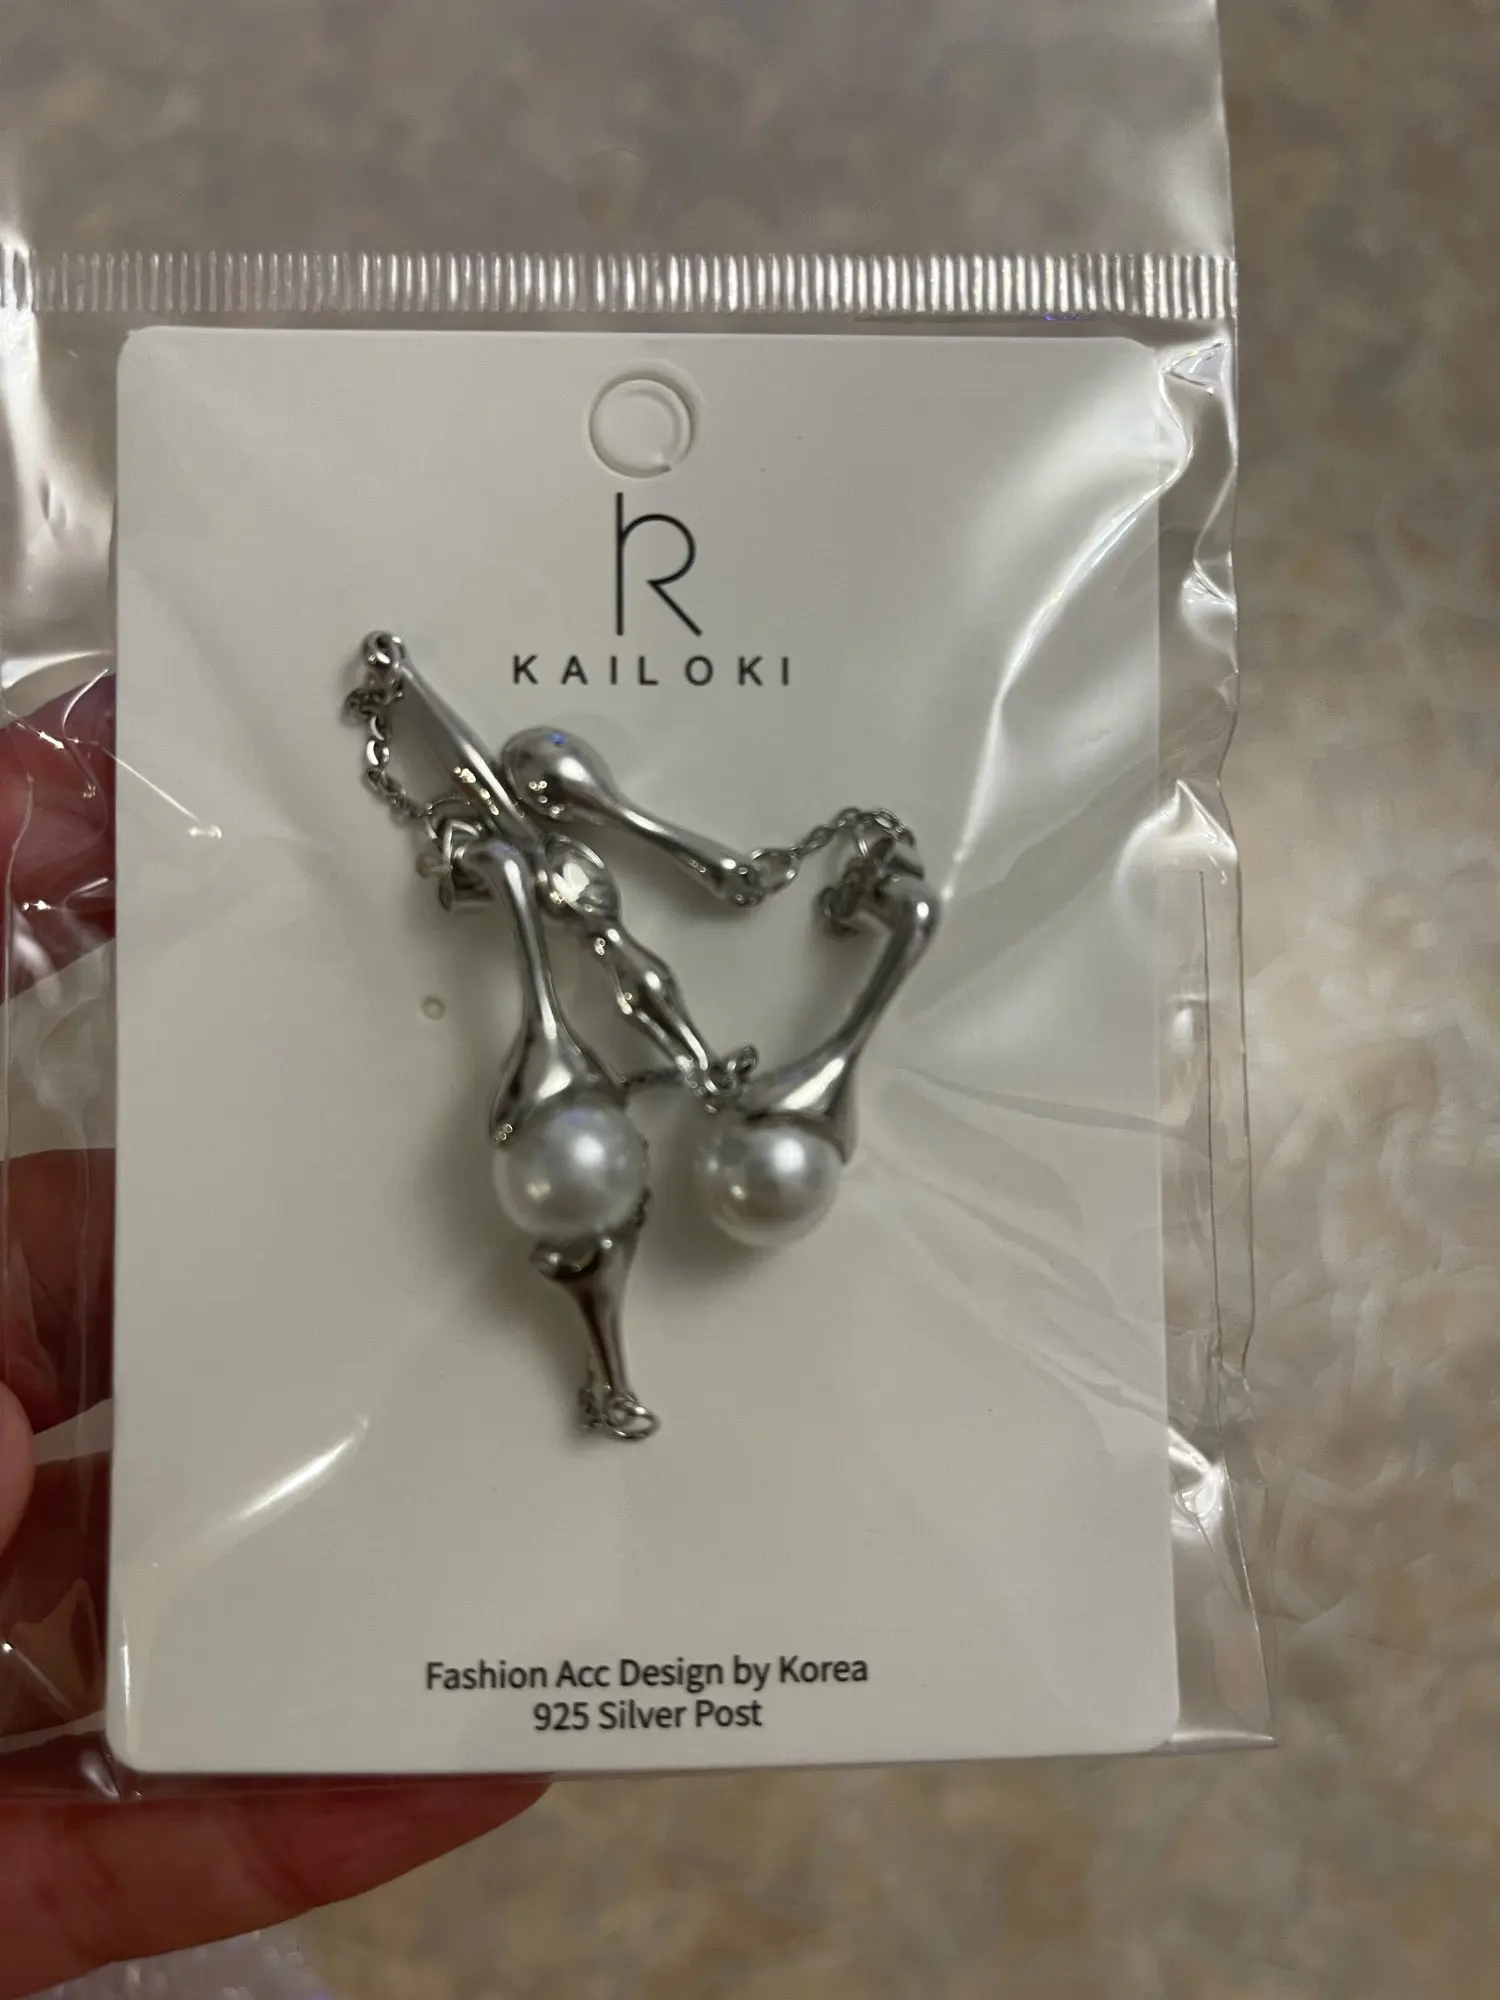 KAILOKI
Fashion Acc Design by Korea
925 Silver Post